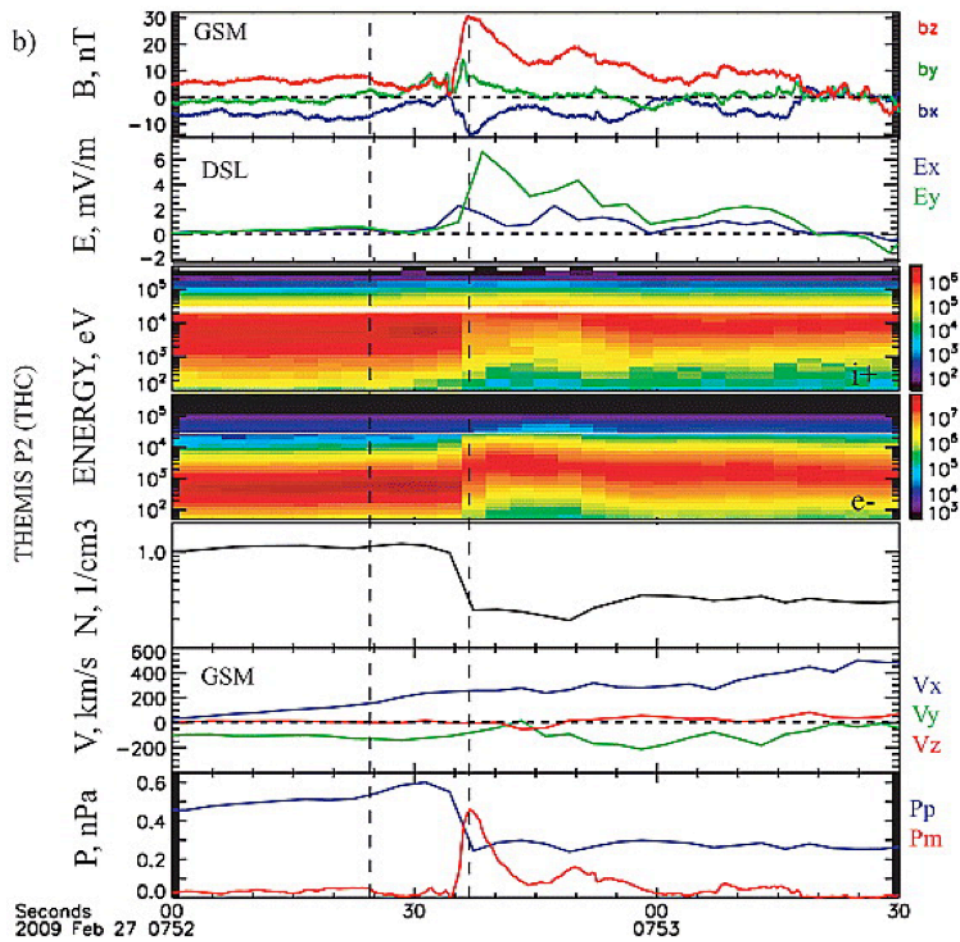 b)
THEMIS P2 (THC)
B, nT
30
20
10
0
-10
GSM
bz
by
bx
E, mV/m
6
4
2
0
-2
DSL
Ex
Ey
ENERGY, eV
10⁵
10⁴
10³
10²
i+
10⁶
10⁵
10⁴
10³
10²
10⁵
10⁴
10³
10²
e-
10⁷
10⁶
10⁵
10⁴
10³
N, 1/cm3
1.0
V, km/s
600
400
200
0
-200
GSM
Vx
Vy
Vz
P, nPa
0.6
0.4
0.2
0.0
Pp
Pm
Seconds 00 30 00 30
2009 Feb 27 0752 0753